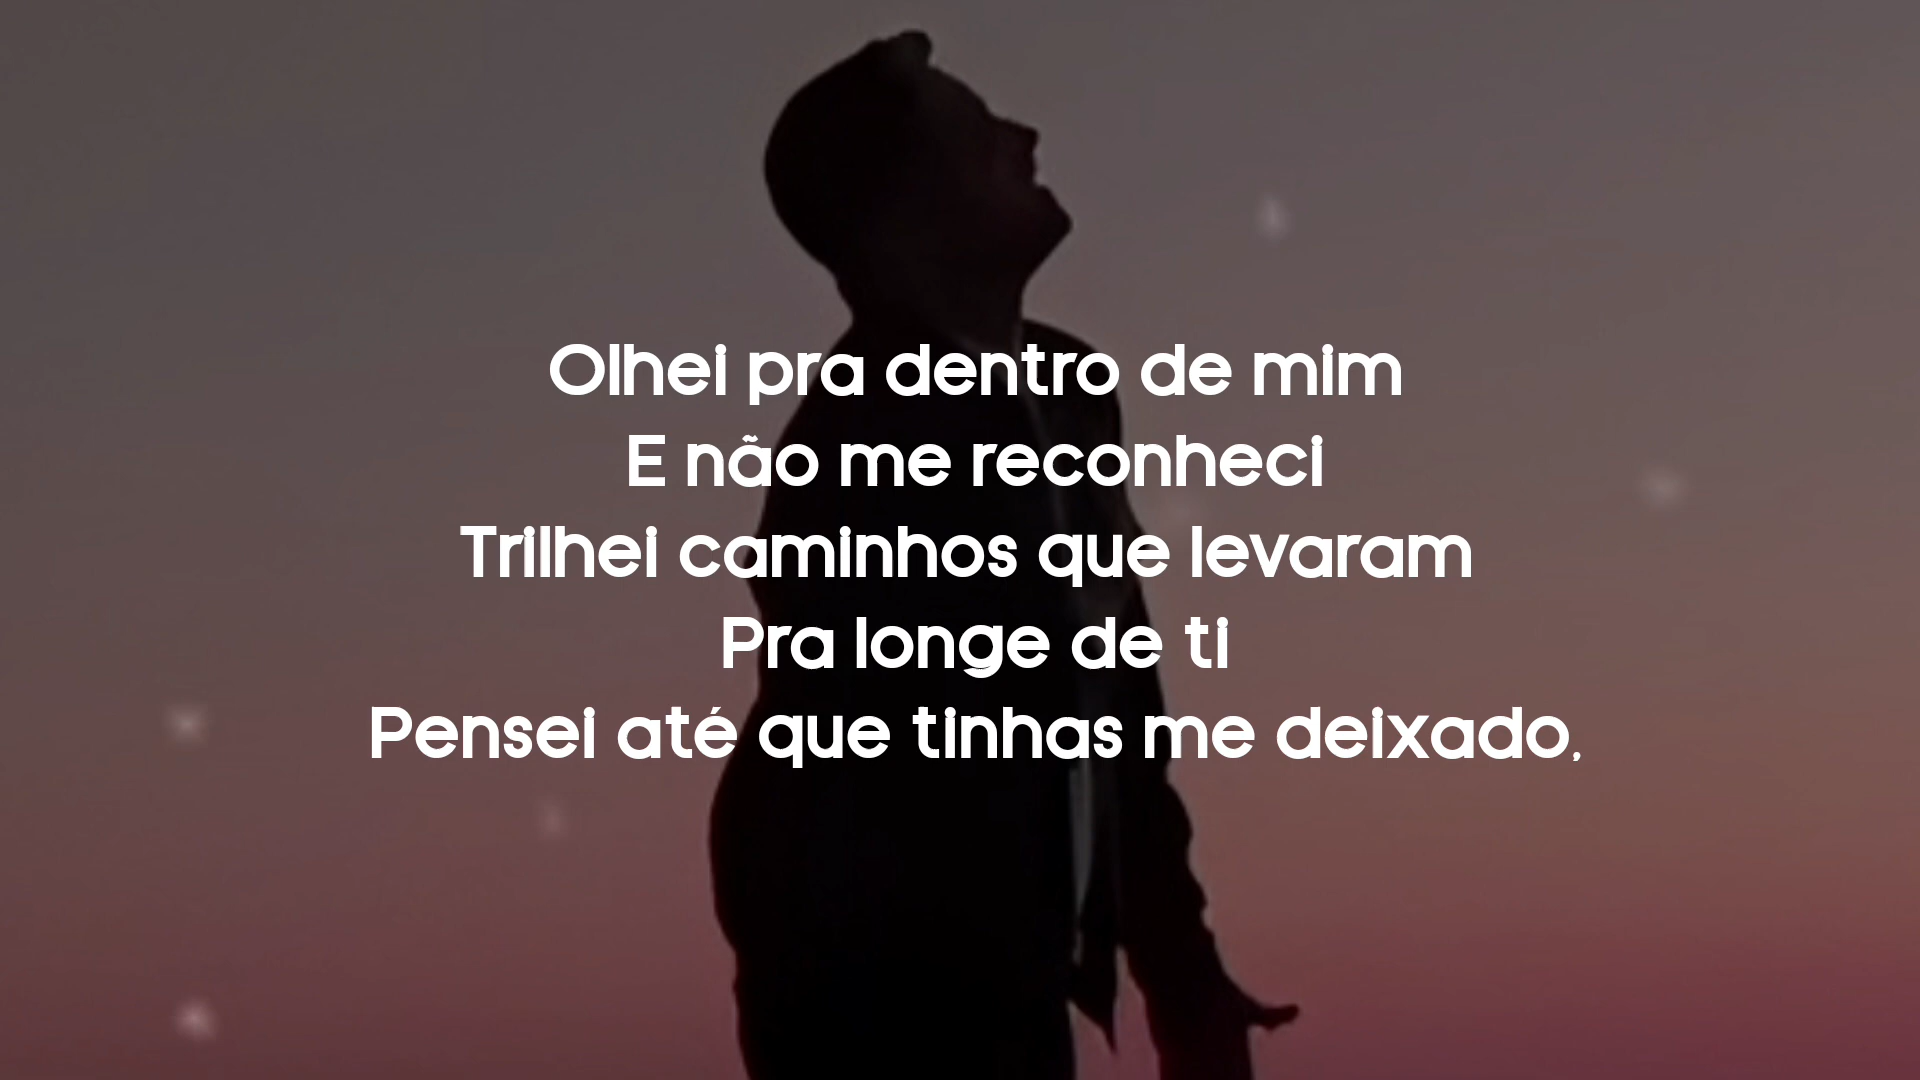 Olhei pra dentro de mim
E não me reconheci
Trilhei caminhos que levaram
Pra longe de ti
Pensei até que tinhas me deixado,